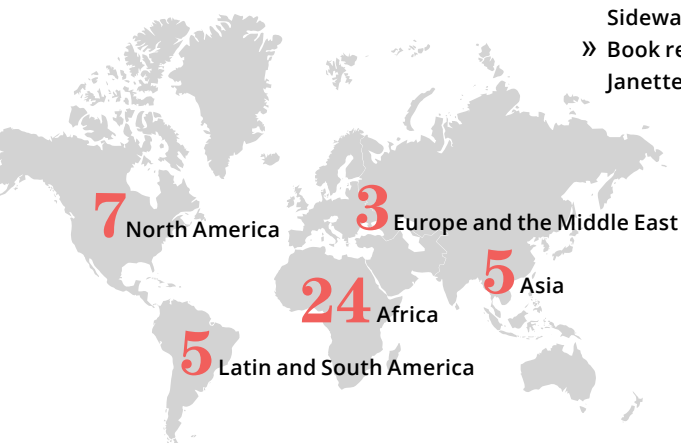 Sidewa
» Book re
Janette
7 North America
3 Europe and the Middle East
5 Asia
24 Africa
5 Latin and South America